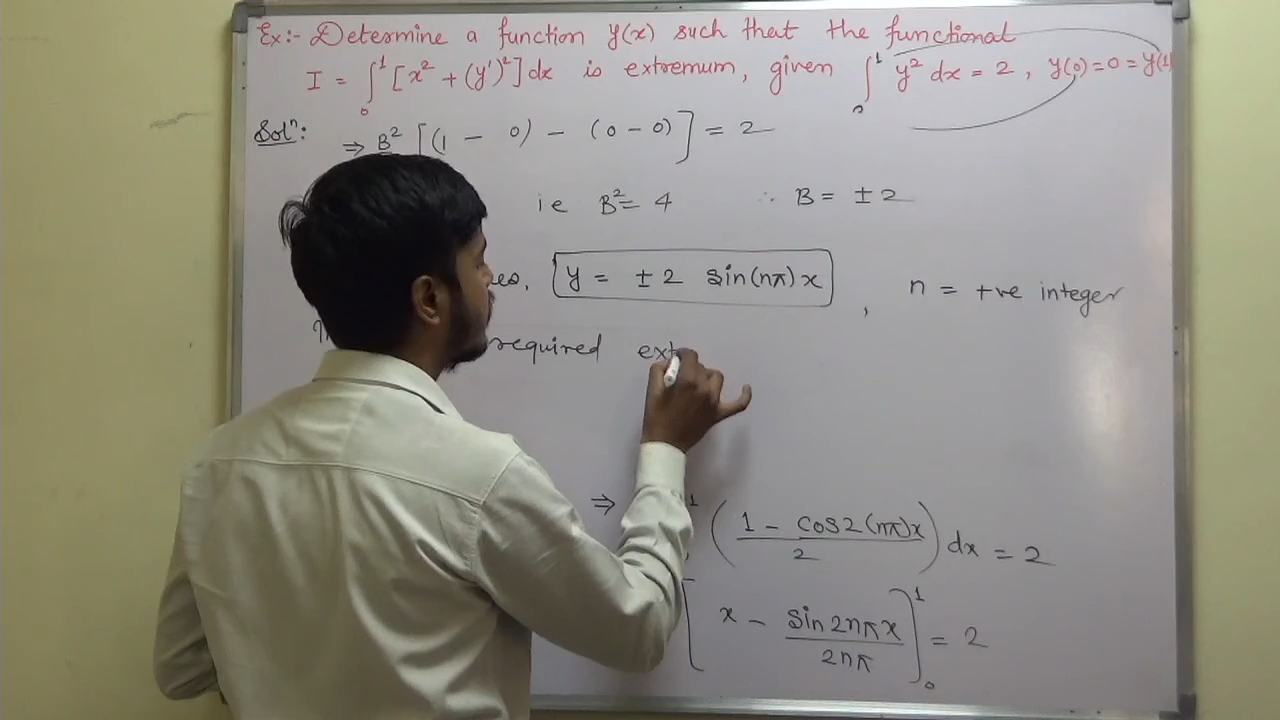 Ex:- Determine a function y(x) such that the functional
I = ∫₀¹ [x² + (y')²] dx is extremum, given ∫₀¹ y² dx = 2, y(0) = 0 = y(1)
Solⁿ:
⇒ B² [(1 - 0) - (0 - 0)] = 2
ie B² = 4 ∴ B = ± 2
y = ± 2 sin(nπ)x , n = +ve integer
required ext
⇒ (1 - cos2(nπ)x / 2) dx = 2
[x - sin2nπx / 2nπ]₀¹ = 2